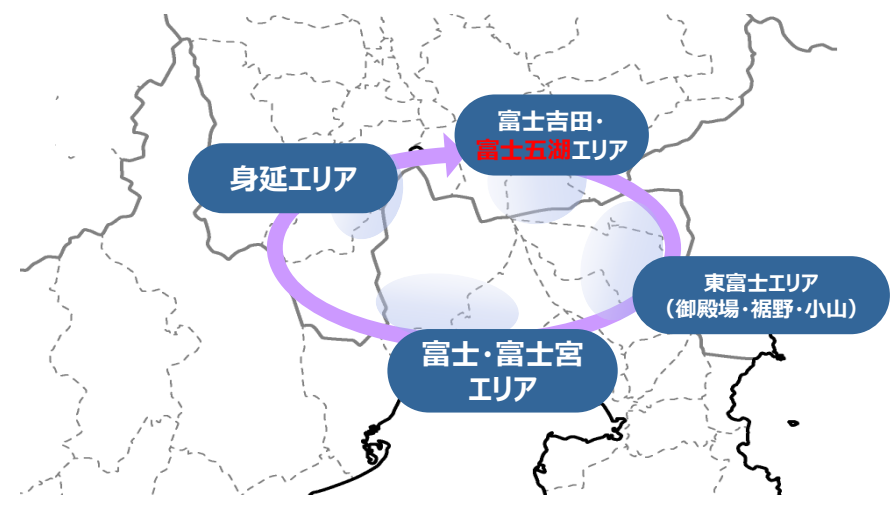 富士吉田・
富士五湖エリア
身延エリア
東富士エリア
（御殿場・裾野・小山）
富士・富士宮
エリア